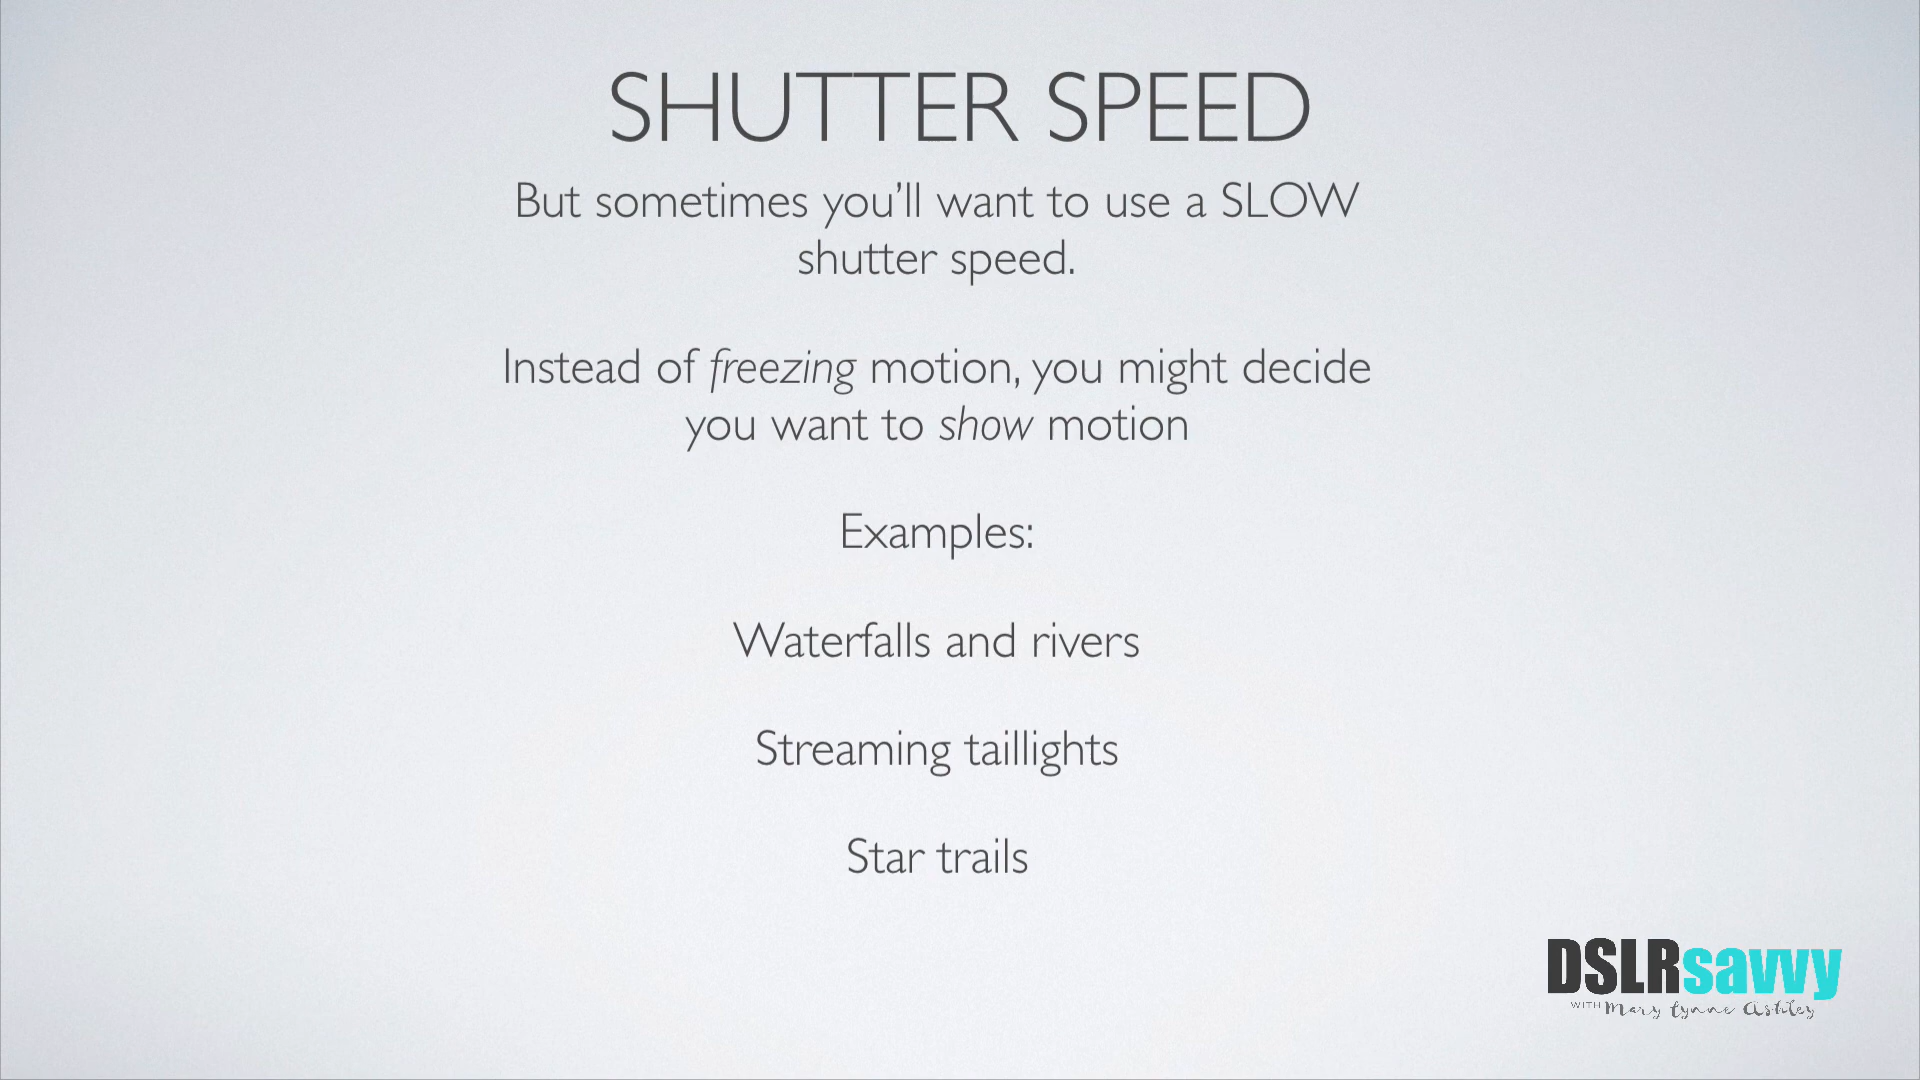 SHUTTER SPEED
But sometimes you’ll want to use a SLOW
shutter speed.
Instead of freezing motion, you might decide
you want to show motion
Examples:
Waterfalls and rivers
Streaming taillights
Star trails
DSLRsavvy
WITH Mary Lynne Ashley